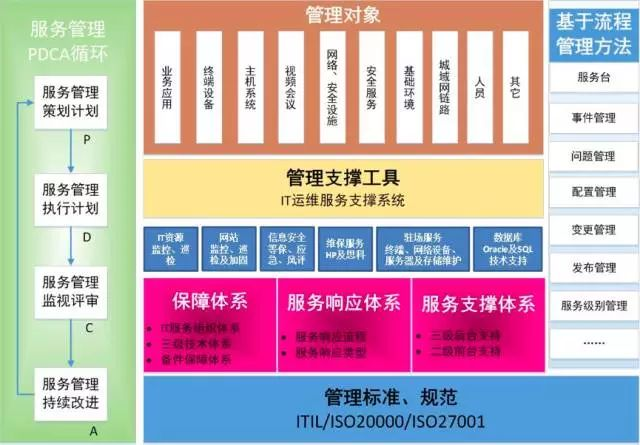 服务管理
PDCA循环
服务管理
策划计划
P
服务管理
执行计划
D
服务管理
监视评审
C
服务管理
持续改进
A
管理对象
业务应用
终端设备
主机系统
视频会议
网络、安全设施
安全服务
基础环境
城域网链路
人员
其它
管理支撑工具
IT运维服务支撑系统
IT资源
监控、巡
检
网站
监控、巡
检及加固
信息安全
等保、应
急、风评
维保服务
HP及思科
驻场服务
终端、网络设备、
服务器及存储维护
数据库
Oracle及SQL
技术支持
保障体系
• IT服务组织体系
• 三级技术体系
• 备件保障体系
服务响应体系
• 服务响应流程
• 服务响应类型
服务支撑体系
• 三级后台支持
• 二级前台支持
管理标准、规范
ITIL/ISO20000/ISO27001
基于流程
管理方法
服务台
事件管理
问题管理
配置管理
变更管理
发布管理
服务级别管理
······